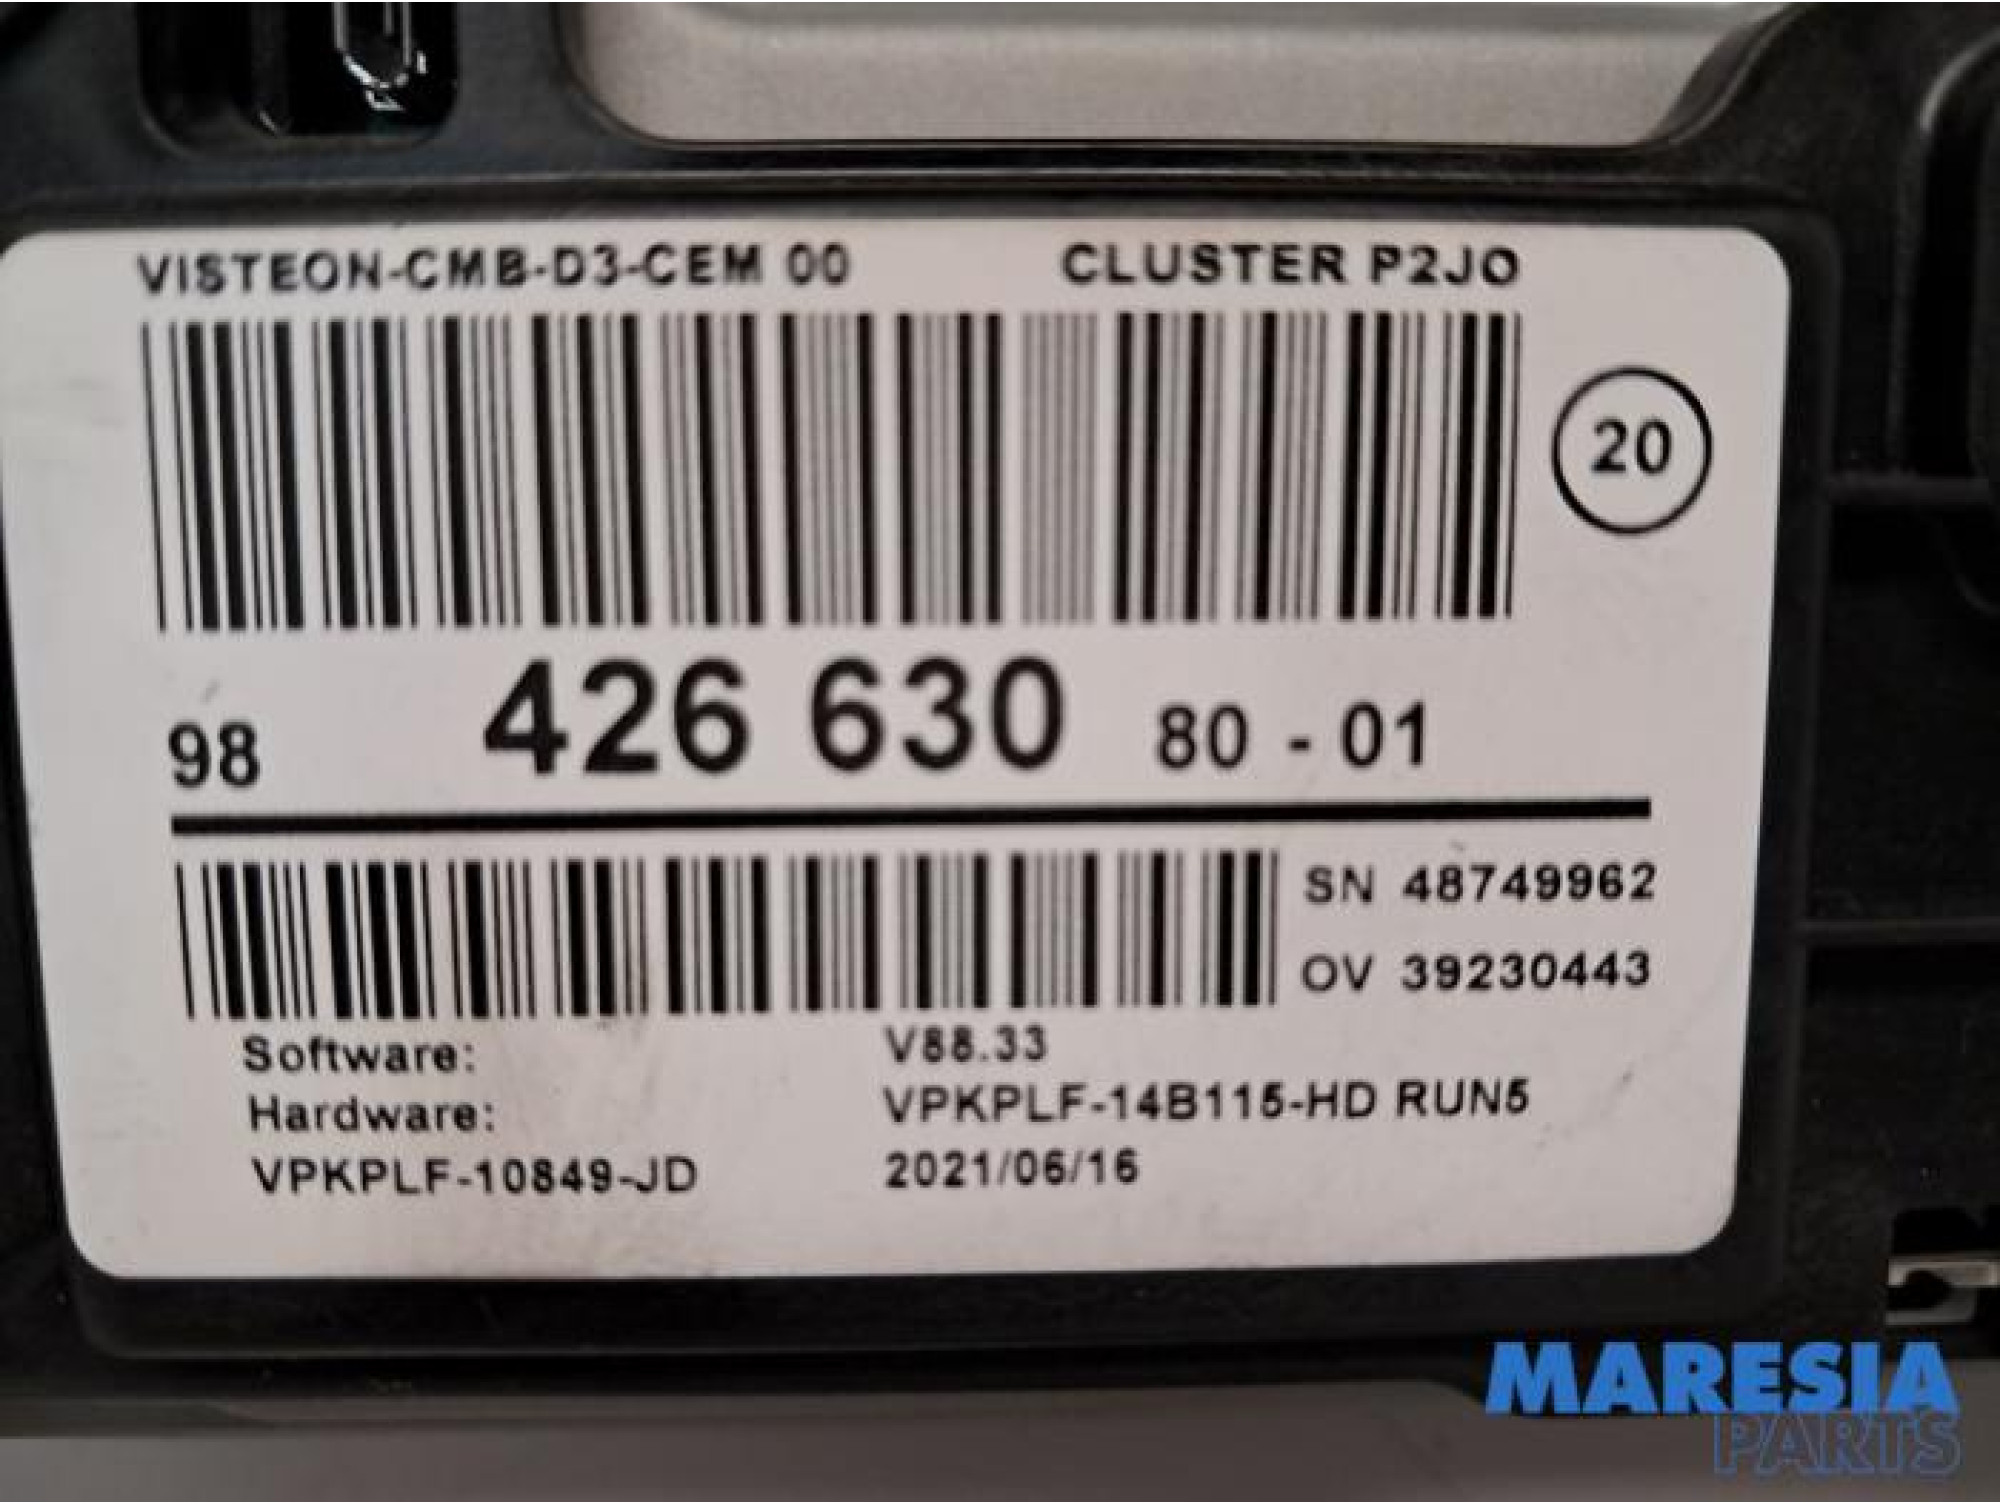 VISTEON-CMB-D3-CEM 00 CLUSTER P2JO
20
98 426 630 80 - 01
SN 48749962
OV 39230443
Software: V88.33
Hardware: VPKPLF-14B115-HD RUN5
VPKPLF-10849-JD 2021/06/16
MARESIA
PARTS